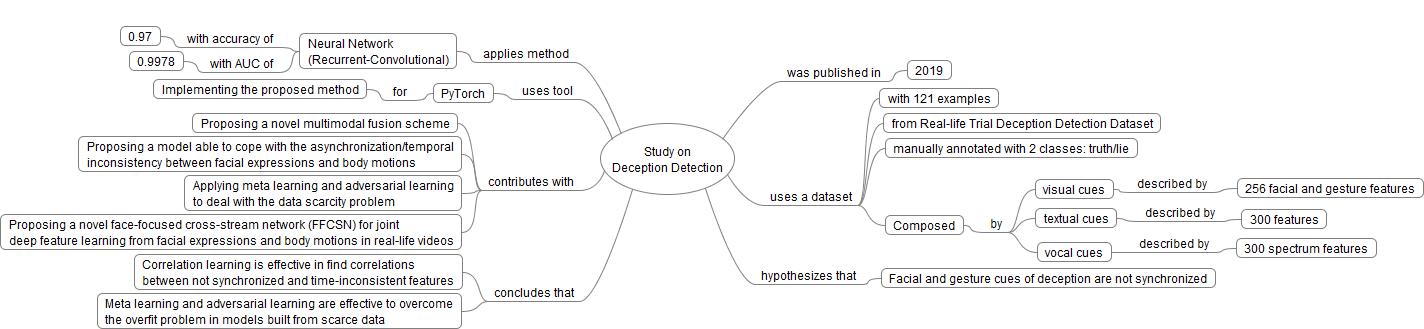 0.97
with accuracy of
0.9978
with AUC of
Neural Network
(Recurrent-Convolutional)
applies method
Implementing the proposed method
for
PyTorch
uses tool
Proposing a novel multimodal fusion scheme
Proposing a model able to cope with the asynchronization/temporal
inconsistency between facial expressions and body motions
Applying meta learning and adversarial learning
to deal with the data scarcity problem
Proposing a novel face-focused cross-stream network (FFCSN) for joint
deep feature learning from facial expressions and body motions in real-life videos
contributes with
Correlation learning is effective in find correlations
between not synchronized and time-inconsistent features
Meta learning and adversarial learning are effective to overcome
the overfit problem in models built from scarce data
concludes that
Study on
Deception Detection
was published in
2019
uses a dataset
with 121 examples
from Real-life Trial Deception Detection Dataset
manually annotated with 2 classes: truth/lie
Composed
by
visual cues
described by
256 facial and gesture features
textual cues
described by
300 features
vocal cues
described by
300 spectrum features
hypothesizes that
Facial and gesture cues of deception are not synchronized